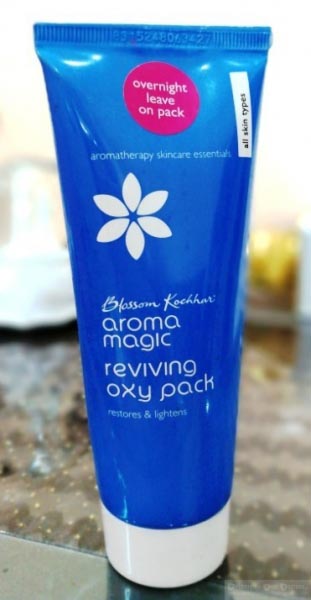 overnight
leave
on pack
all skin types
aromatherapy skincare essentials
Blossom Kochhar
aroma
magic
reviving
oxy pack
restores & lightens